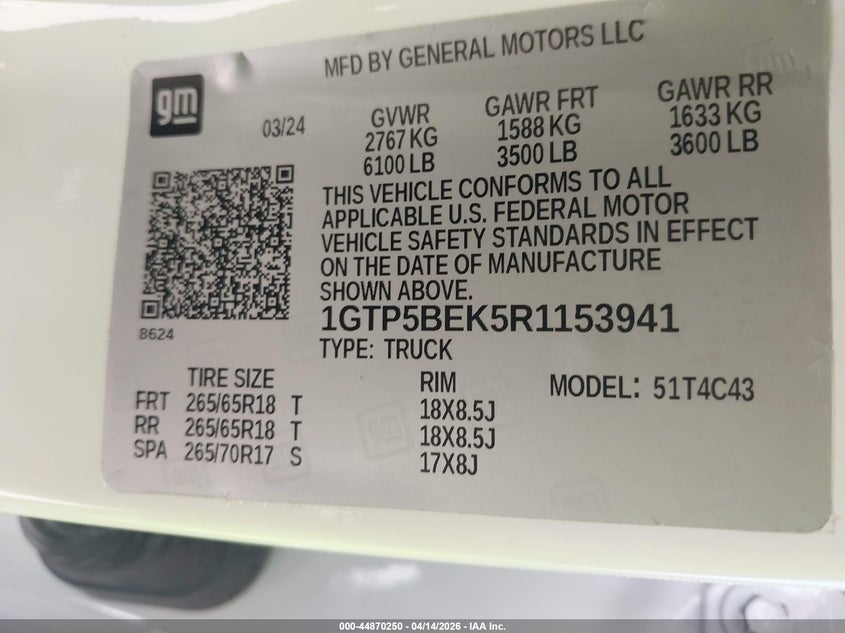 MFD BY GENERAL MOTORS LLC
gm
03/24
GVWR
2767 KG
6100 LB
GAWR FRT
1588 KG
3500 LB
GAWR RR
1633 KG
3600 LB
THIS VEHICLE CONFORMS TO ALL
APPLICABLE U.S. FEDERAL MOTOR
VEHICLE SAFETY STANDARDS IN EFFECT
ON THE DATE OF MANUFACTURE
SHOWN ABOVE.
8624
1GTP5BEK5R1153941
TYPE: TRUCK
TIRE SIZE
RIM
MODEL: 51T4C43
FRT 265/65R18 T 18X8.5J
RR 265/65R18 T 18X8.5J
SPA 265/70R17 S 17X8J
000-44870250 - 04/14/2026 - IAA Inc.